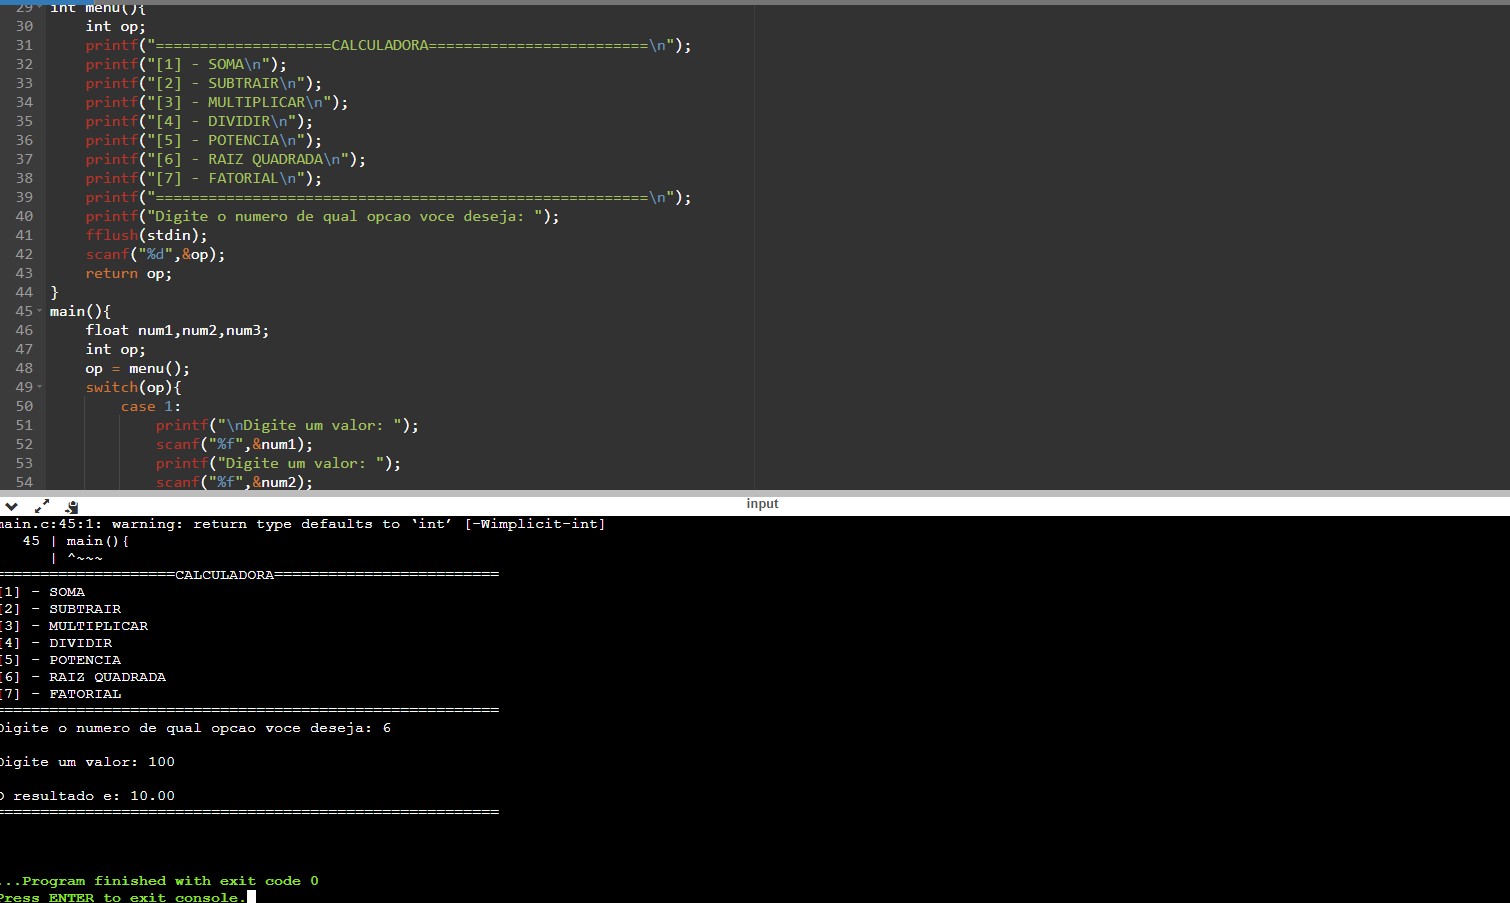 29 int menu(){
30 int op;
31 printf("====================CALCULADORA=========================\n");
32 printf("[1] - SOMA\n");
33 printf("[2] - SUBTRAIR\n");
34 printf("[3] - MULTIPLICAR\n");
35 printf("[4] - DIVIDIR\n");
36 printf("[5] - POTENCIA\n");
37 printf("[6] - RAIZ QUADRADA\n");
38 printf("[7] - FATORIAL\n");
39 printf("========================================================\n");
40 printf("Digite o numero de qual opcao voce deseja: ");
41 fflush(stdin);
42 scanf("%d",&op);
43 return op;
44 }
45 main(){
46 float num1,num2,num3;
47 int op;
48 op = menu();
49 switch(op){
50 case 1:
51 printf("\nDigite um valor: ");
52 scanf("%f",&num1);
53 printf("Digite um valor: ");
54 scanf("%f",&num2);
input
main.c:45:1: warning: return type defaults to ‘int’ [-Wimplicit-int]
45 | main(){
| ^~~~
====================CALCULADORA=========================
[1] - SOMA
[2] - SUBTRAIR
[3] - MULTIPLICAR
[4] - DIVIDIR
[5] - POTENCIA
[6] - RAIZ QUADRADA
[7] - FATORIAL
========================================================
Digite o numero de qual opcao voce deseja: 6
Digite um valor: 100
O resultado e: 10.00
========================================================
...Program finished with exit code 0
Press ENTER to exit console.